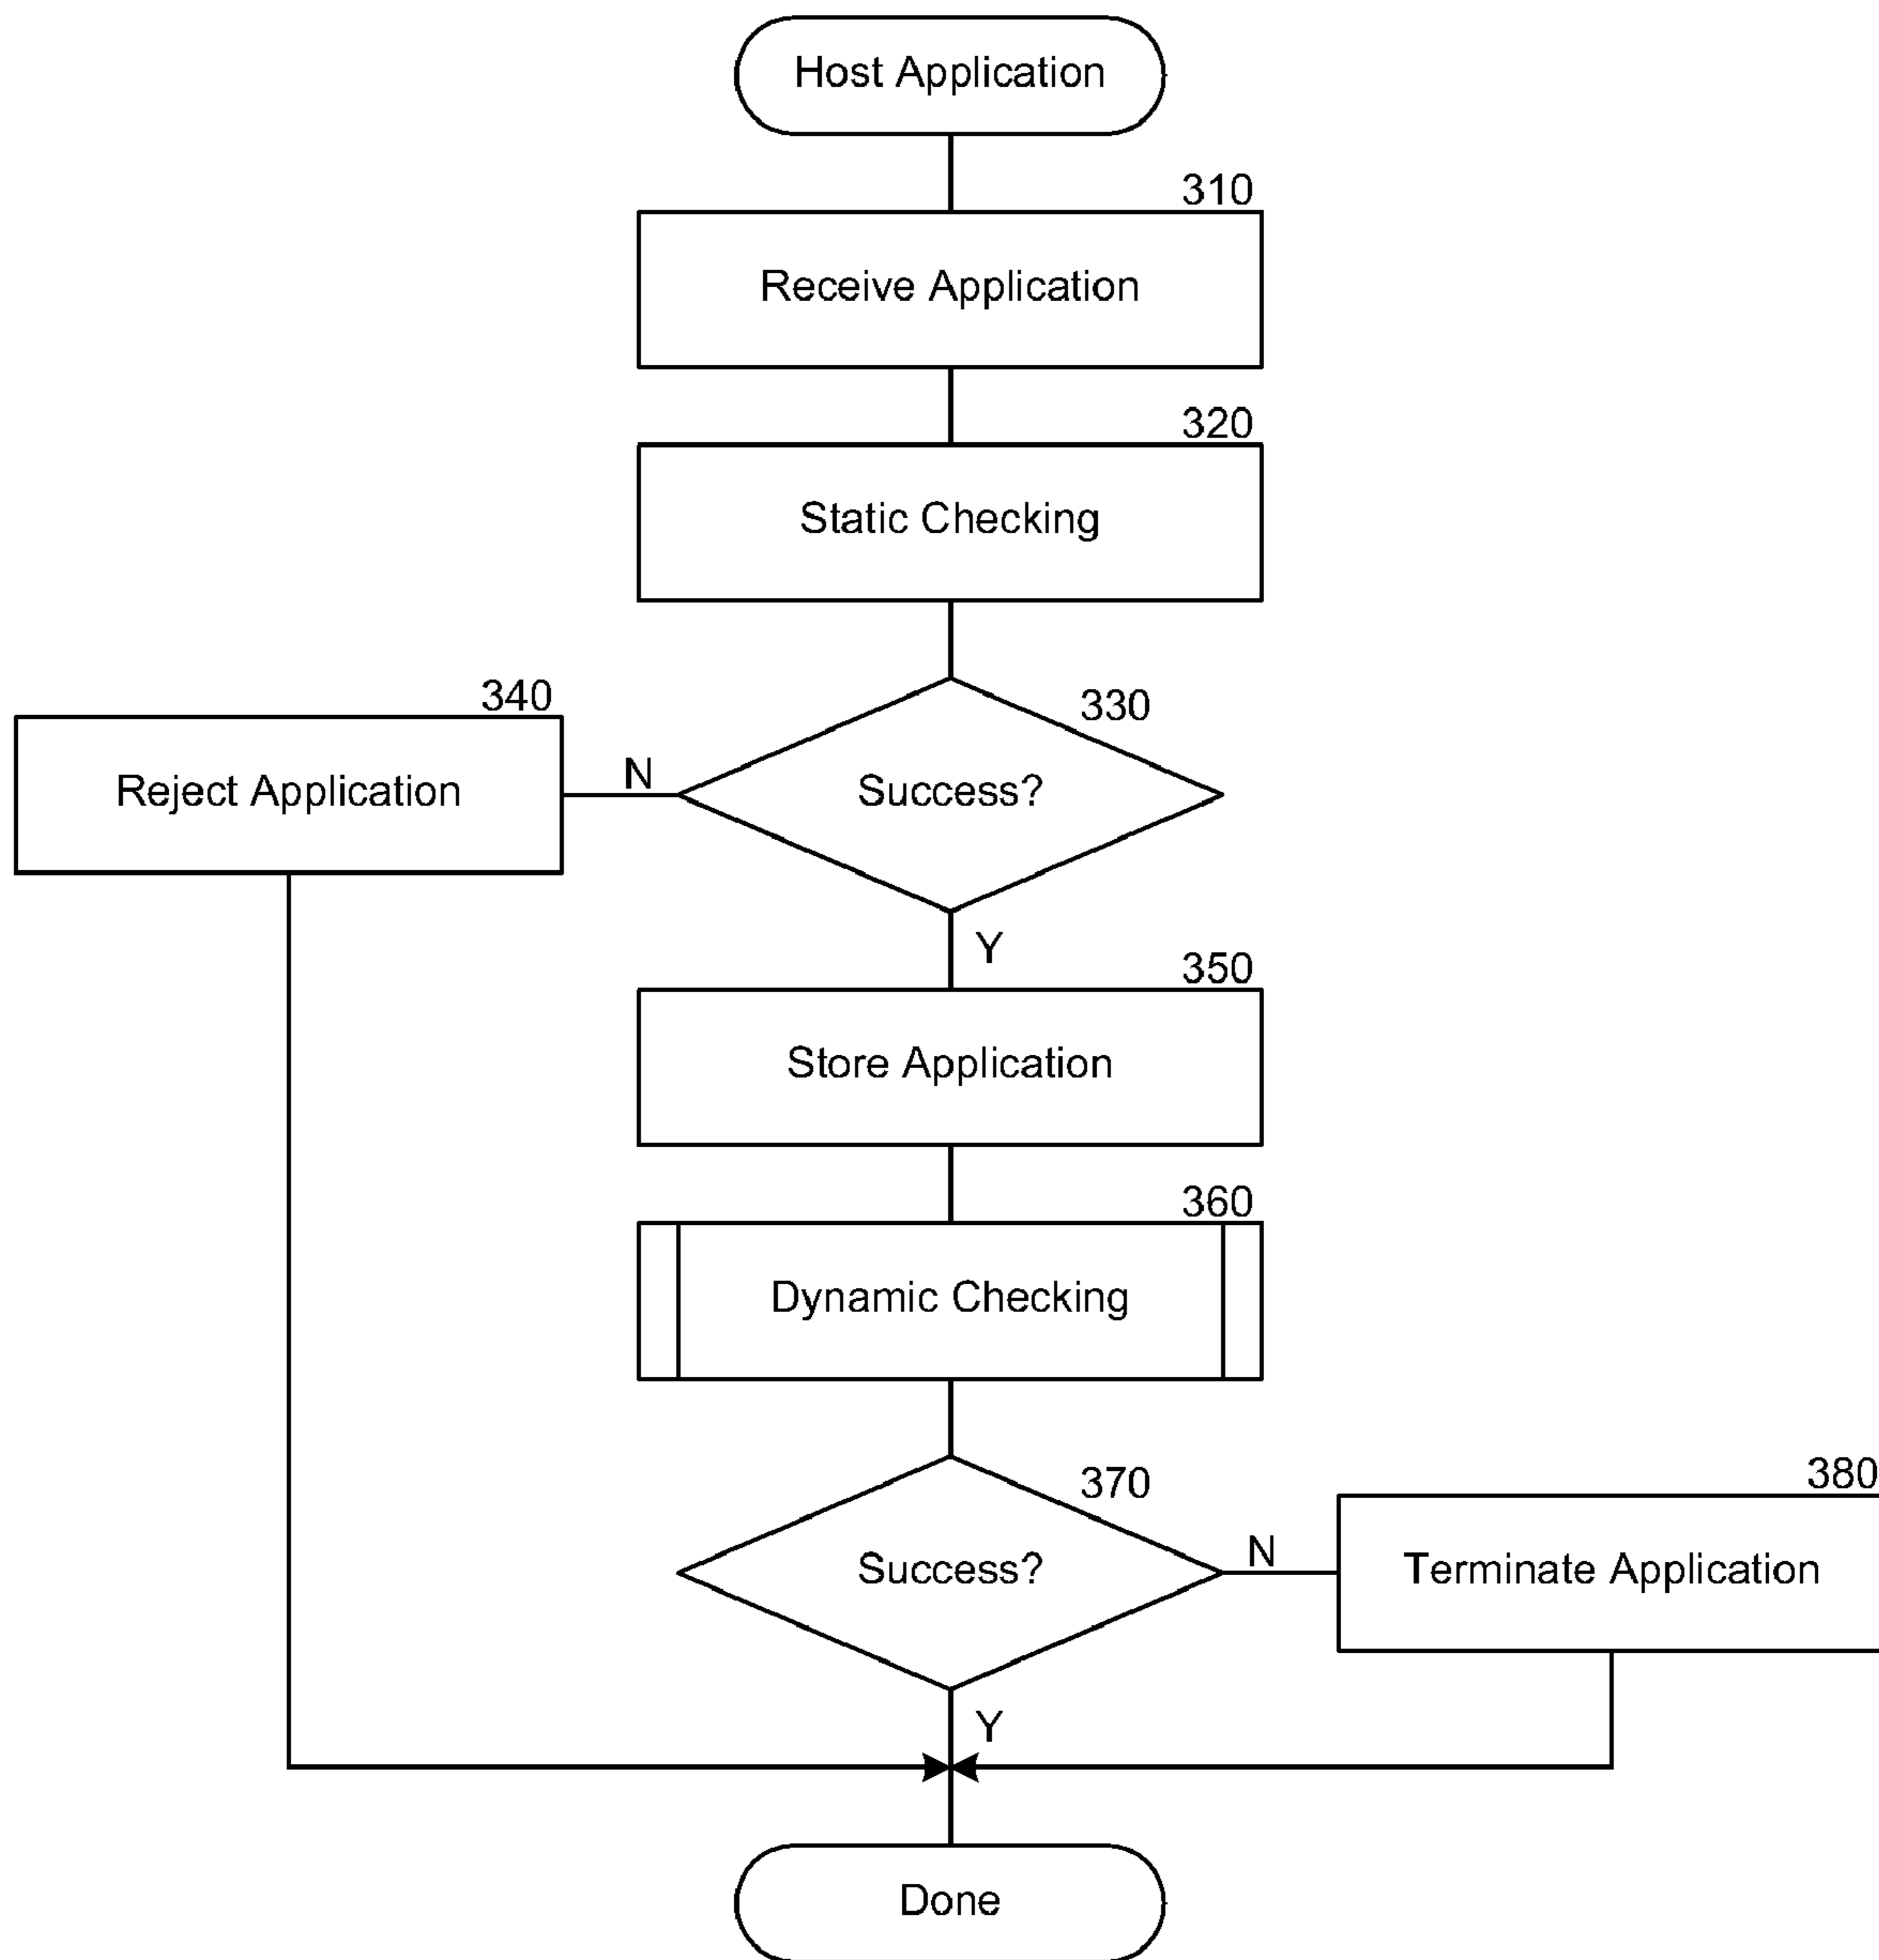 Host Application
310
Receive Application
320
Static Checking
330
Success?
340
Reject Application
N
Y
350
Store Application
360
Dynamic Checking
370
Success?
N
380
Terminate Application
Y
Done